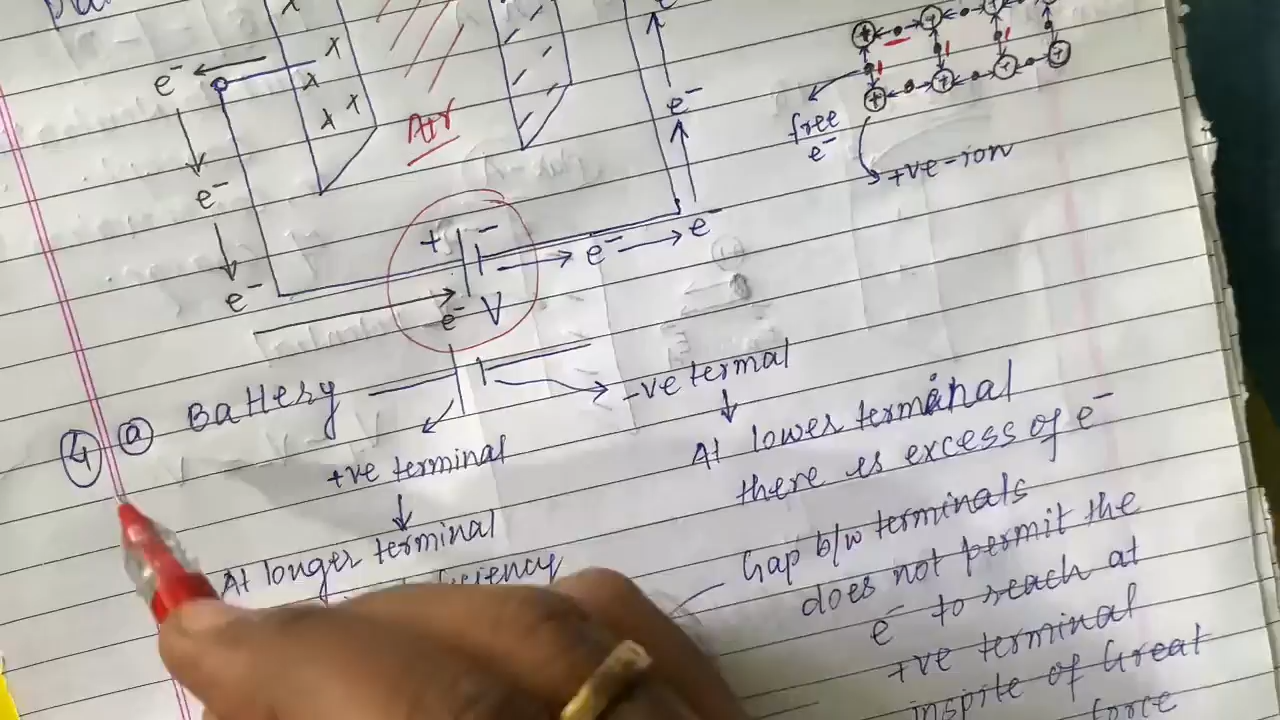 e⁻
e⁻
e⁻
x
x
x
x
Air
e⁻
e⁻
e⁻
e⁻
+
-
V
free
e⁻
+ve-ion
④ ⓐ Battery
-ve termal
+ve terminal
At longer terminal
At lower terminal
there is excess of e⁻
Gap b/w terminals
does not permit the
e⁻ to reach at
+ve terminal
inspite of Great
force